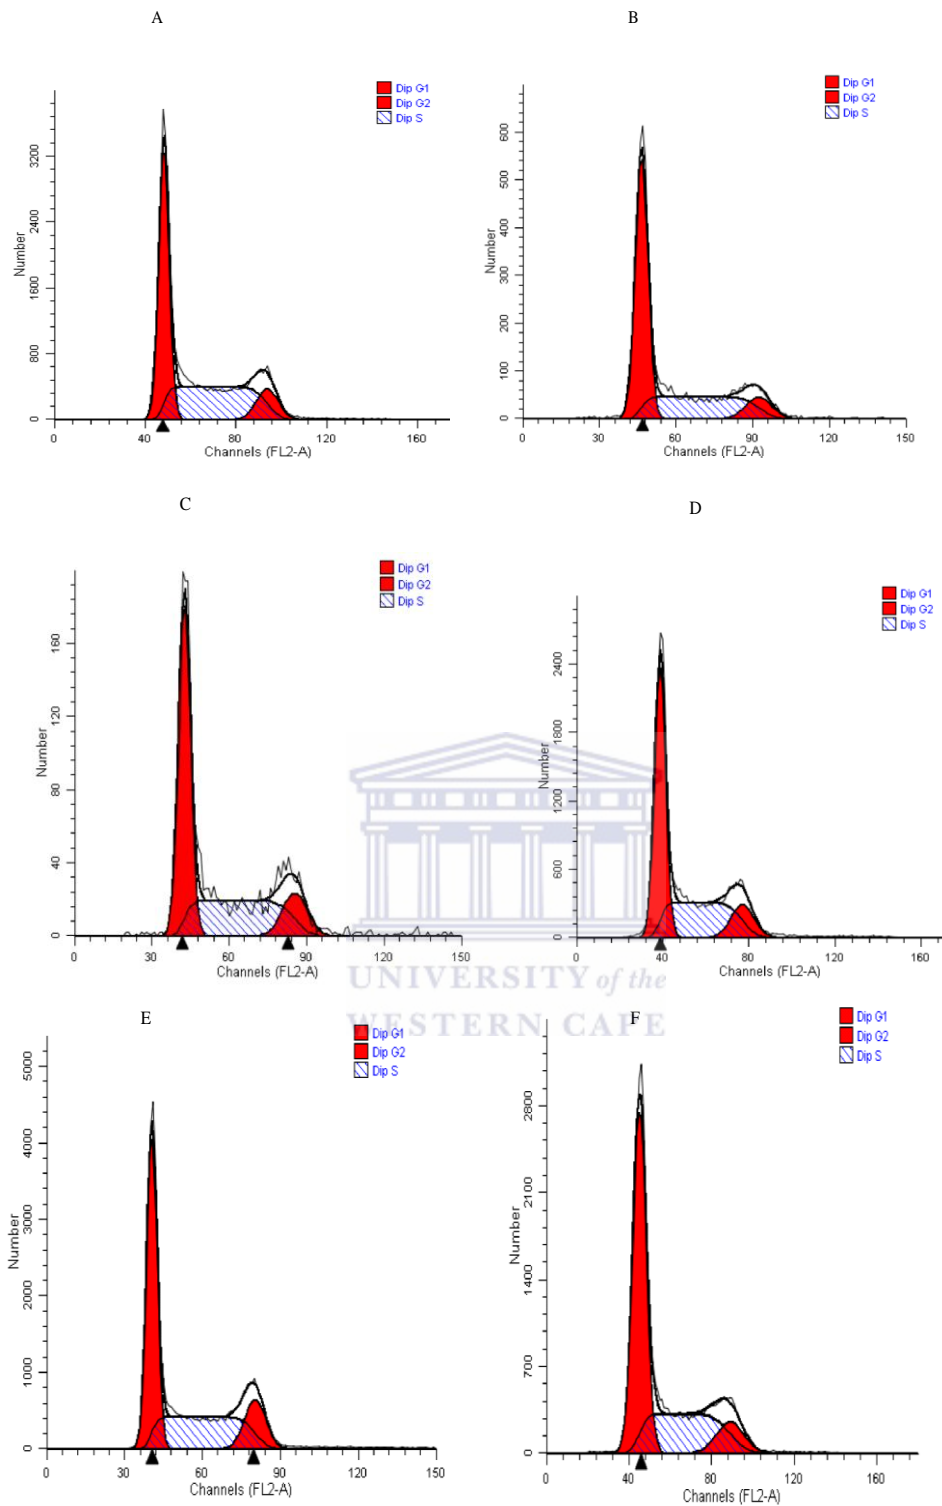 A
Dip G1
Dip G2
Dip S
Number
3200
2400
1600
800
0
0 40 80 120 160
Channels (FL2-A)
B
Dip G1
Dip G2
Dip S
Number
600
500
400
300
200
100
0
0 30 60 90 120 150
Channels (FL2-A)
C
Dip G1
Dip G2
Dip S
Number
160
120
80
40
0
0 30 60 90 120 150
Channels (FL2-A)
D
Dip G1
Dip G2
Dip S
Number
2400
1800
1200
600
0
0 40 80 120 160
Channels (FL2-A)
UNIVERSITY of the
WESTERN CAPE
E
Dip G1
Dip G2
Dip S
Number
5000
4000
3000
2000
1000
0
0 30 60 90 120 150
Channels (FL2-A)
F
Dip G1
Dip G2
Dip S
Number
2800
2100
1400
700
0
0 40 80 120 160
Channels (FL2-A)